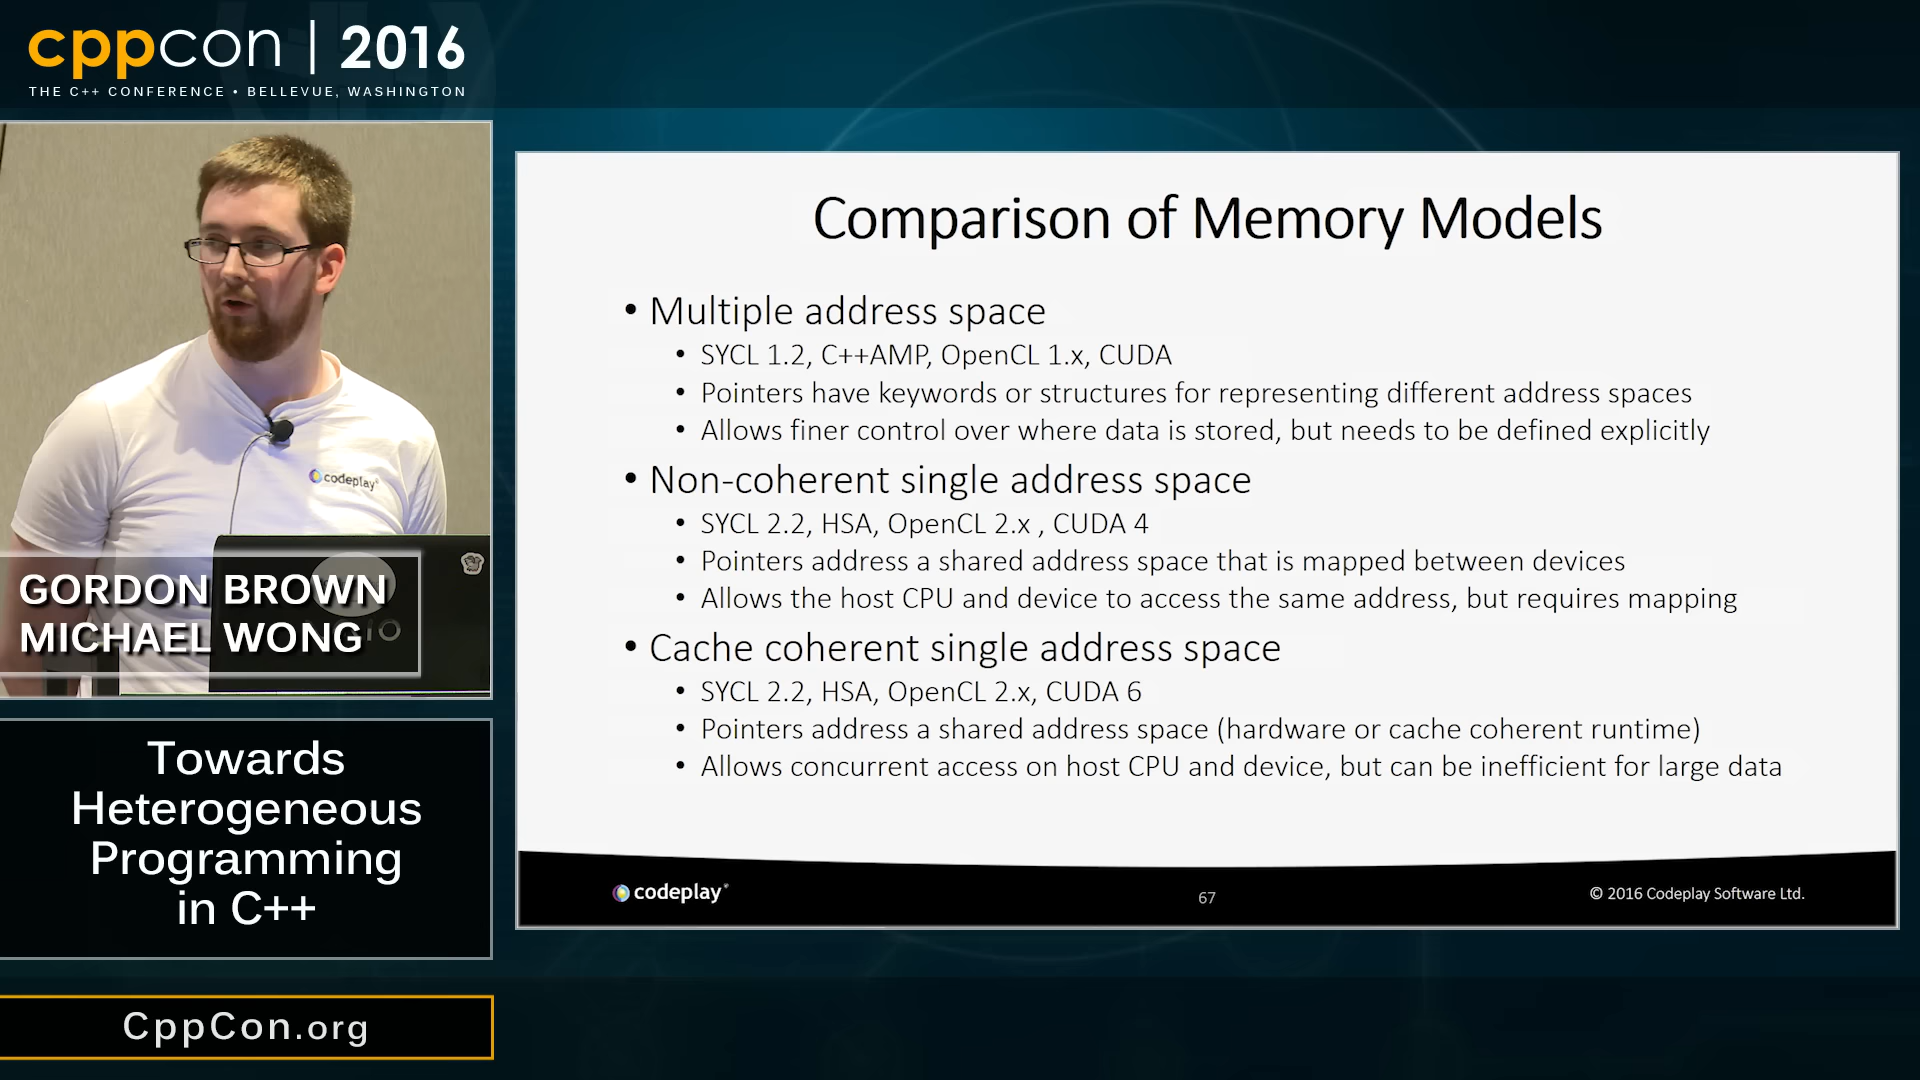 cppcon | 2016
THE C++ CONFERENCE • BELLEVUE, WASHINGTON
codeplay
GORDON BROWN
MICHAEL WONG
Towards
Heterogeneous
Programming
in C++
CppCon.org
Comparison of Memory Models
• Multiple address space
• SYCL 1.2, C++AMP, OpenCL 1.x, CUDA
• Pointers have keywords or structures for representing different address spaces
• Allows finer control over where data is stored, but needs to be defined explicitly
• Non-coherent single address space
• SYCL 2.2, HSA, OpenCL 2.x , CUDA 4
• Pointers address a shared address space that is mapped between devices
• Allows the host CPU and device to access the same address, but requires mapping
• Cache coherent single address space
• SYCL 2.2, HSA, OpenCL 2.x, CUDA 6
• Pointers address a shared address space (hardware or cache coherent runtime)
• Allows concurrent access on host CPU and device, but can be inefficient for large data
codeplay
67
© 2016 Codeplay Software Ltd.